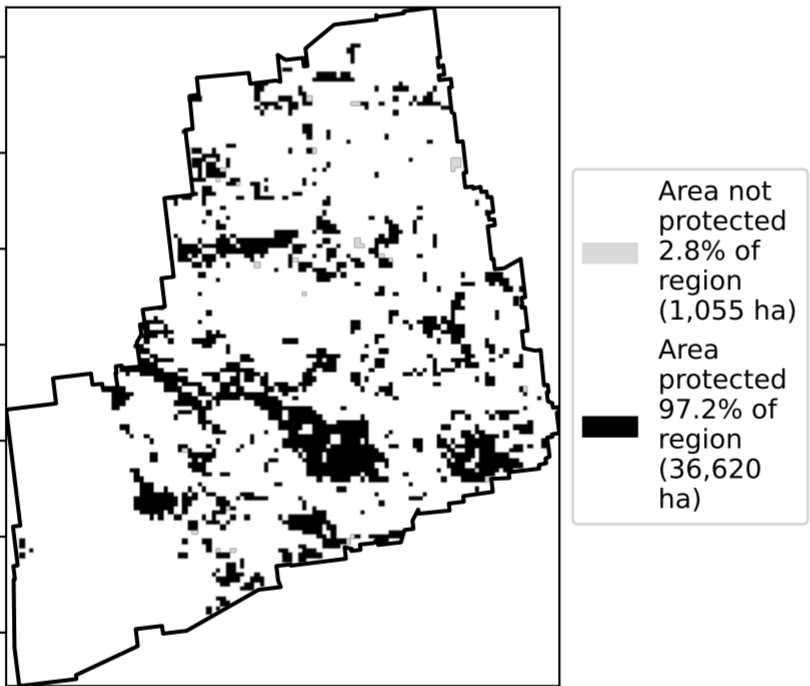 Area not
protected
2.8% of
region
(1,055 ha)
Area
protected
97.2% of
region
(36,620
ha)